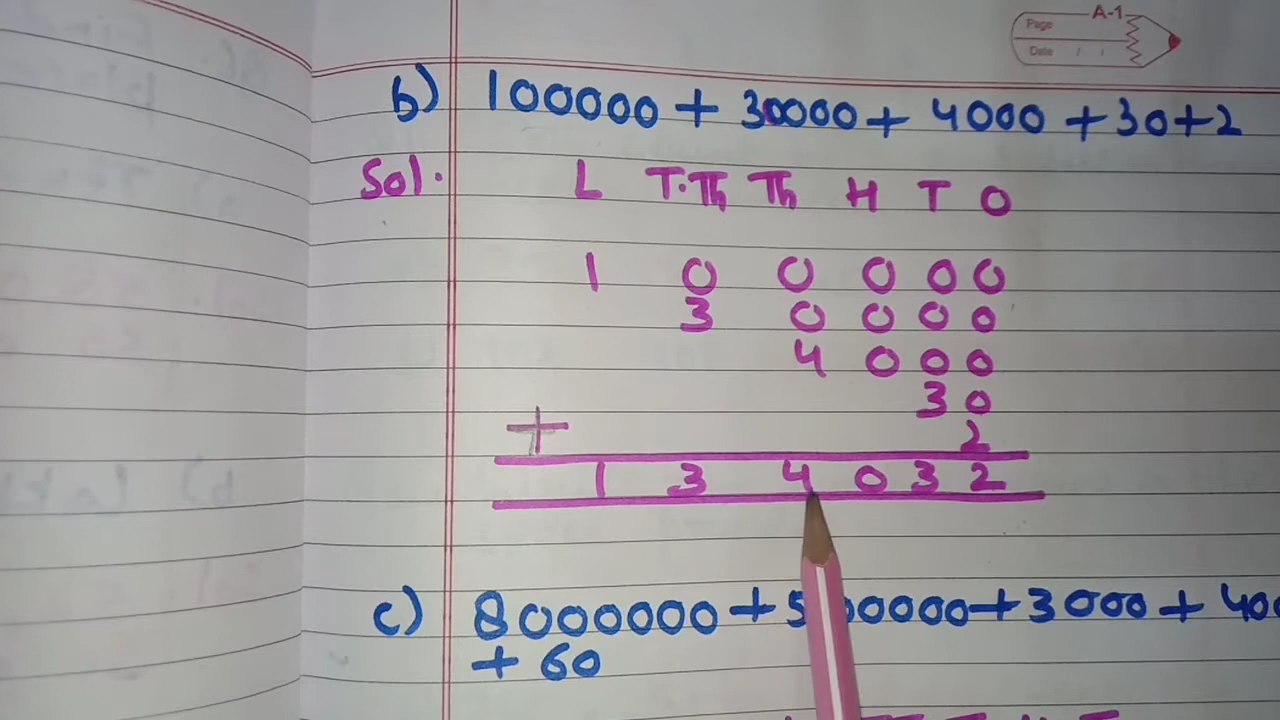 A-1
Page
Date / /
b) 100000 + 30000 + 4000 + 30 + 2
Sol. L T.Th Th H T O
1 0 0 0 0 0
3 0 0 0 0
4 0 0 0
3 0
+ 2
1 3 4 0 3 2
c) 8000000 + + 3000 +
+ 60